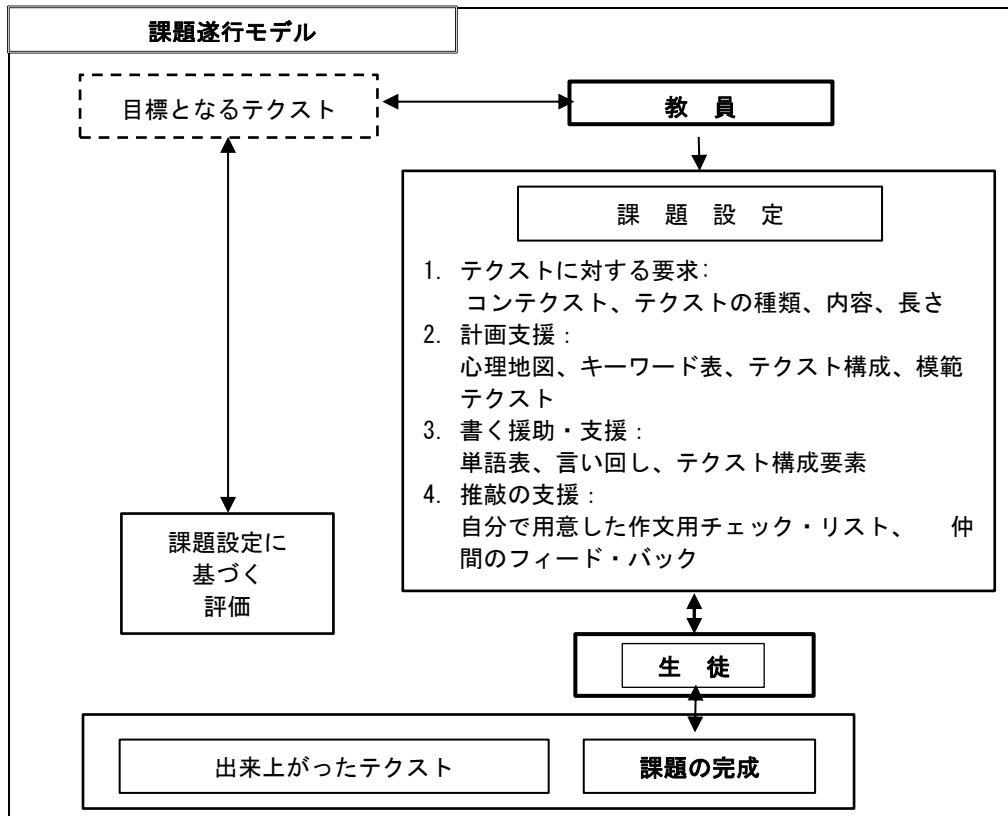 課題遂行モデル
目標となるテクスト
教 員
課 題 設 定
1. テクストに対する要求:
コンテクスト、テクストの種類、内容、長さ
2. 計画支援：
心理地図、キーワード表、テクスト構成、模範
テクスト
3. 書く援助・支援：
単語表、言い回し、テクスト構成要素
4. 推敲の支援：
自分で用意した作文用チェック・リスト、 仲
間のフィード・バック
課題設定に
基づく
評価
生 徒
出来上がったテクスト
課題の完成